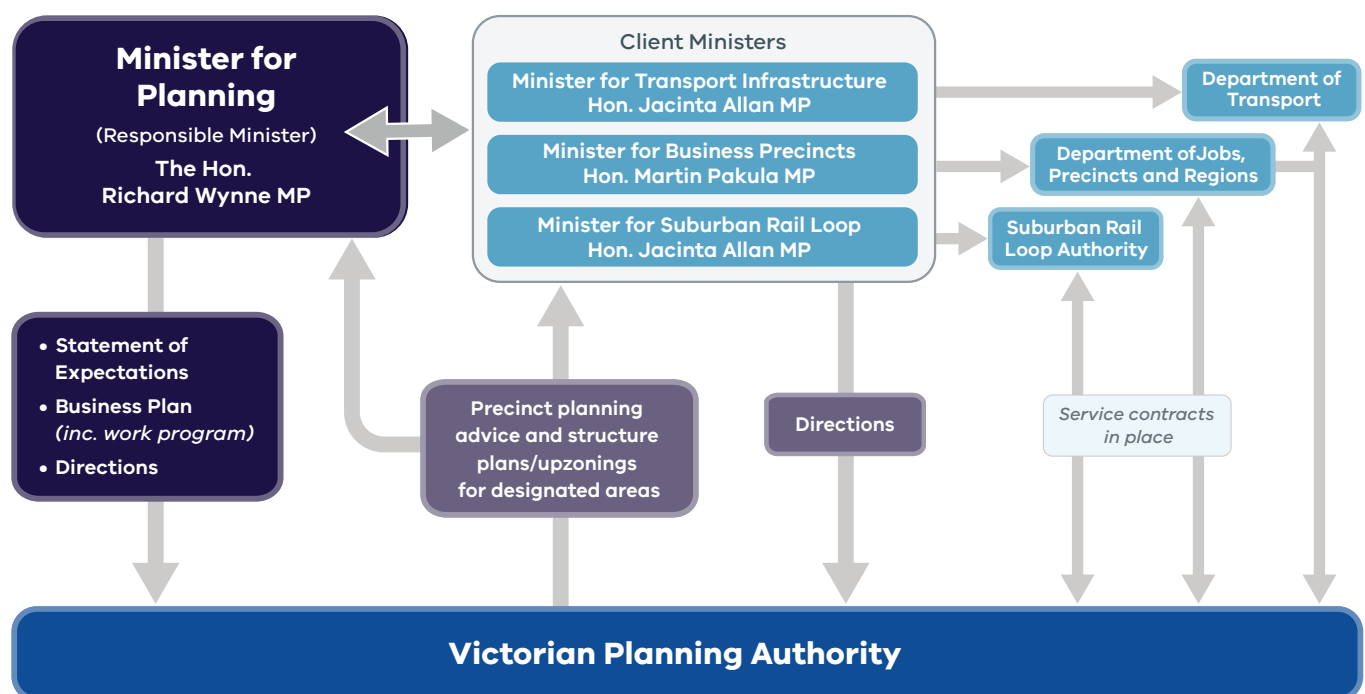 Minister for
Planning
(Responsible Minister)
The Hon.
Richard Wynne MP
Client Ministers
Minister for Transport Infrastructure
Hon. Jacinta Allan MP
Minister for Business Precincts
Hon. Martin Pakula MP
Minister for Suburban Rail Loop
Hon. Jacinta Allan MP
Department of
Transport
Department ofJobs,
Precincts and Regions
Suburban Rail
Loop Authority
• Statement of
Expectations
• Business Plan
(inc. work program)
• Directions
Precinct planning
advice and structure
plans/upzonings
for designated areas
Directions
Service contracts
in place
Victorian Planning Authority